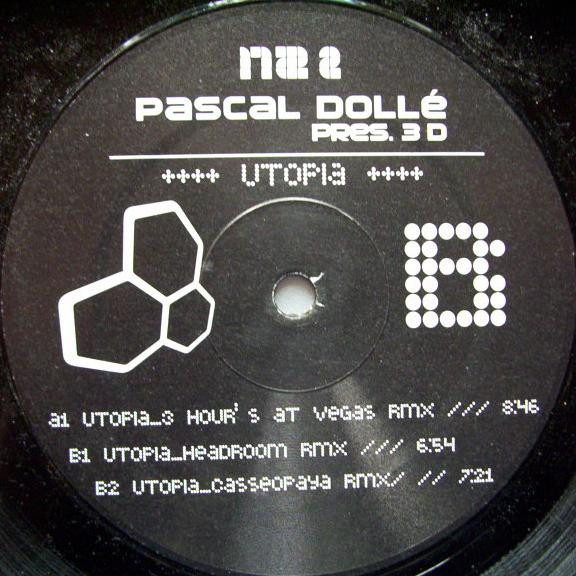 nr 2
Pascal Dollé
Pres. 3 D
++++ Utopia ++++
B
a1 Utopia_3 Hour's at Vegas Rmx /// 8:46
B1 Utopia_Headroom Rmx /// 6:54
B2 Utopia_Casseopaya Rmx/ // 7:21